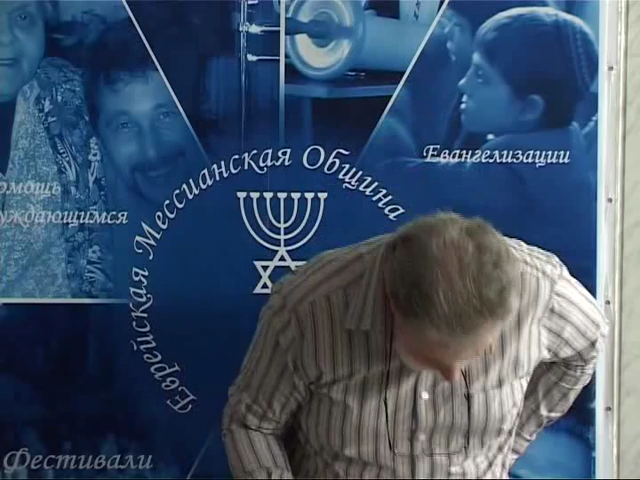 Еврейская Мессианская Община
Евангелизации
омощь
уждающимся
Фестивали